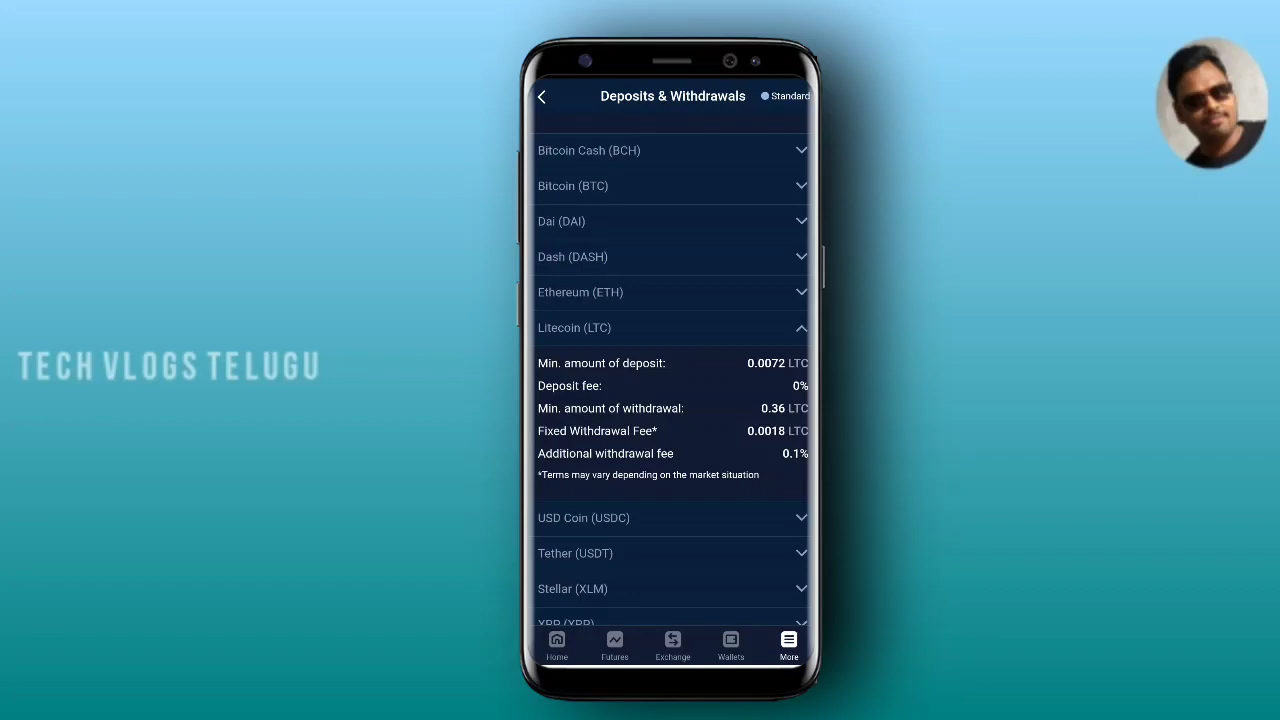 Deposits & Withdrawals
Standard
Bitcoin Cash (BCH)
Bitcoin (BTC)
Dai (DAI)
Dash (DASH)
Ethereum (ETH)
Litecoin (LTC)
Min. amount of deposit: 0.0072 LTC
Deposit fee: 0%
Min. amount of withdrawal: 0.36 LTC
Fixed Withdrawal Fee* 0.0018 LTC
Additional withdrawal fee 0.1%
*Terms may vary depending on the market situation
USD Coin (USDC)
Tether (USDT)
Stellar (XLM)
XRP (XRP)
Home Futures Exchange Wallets More
TECH VLOGS TELUGU